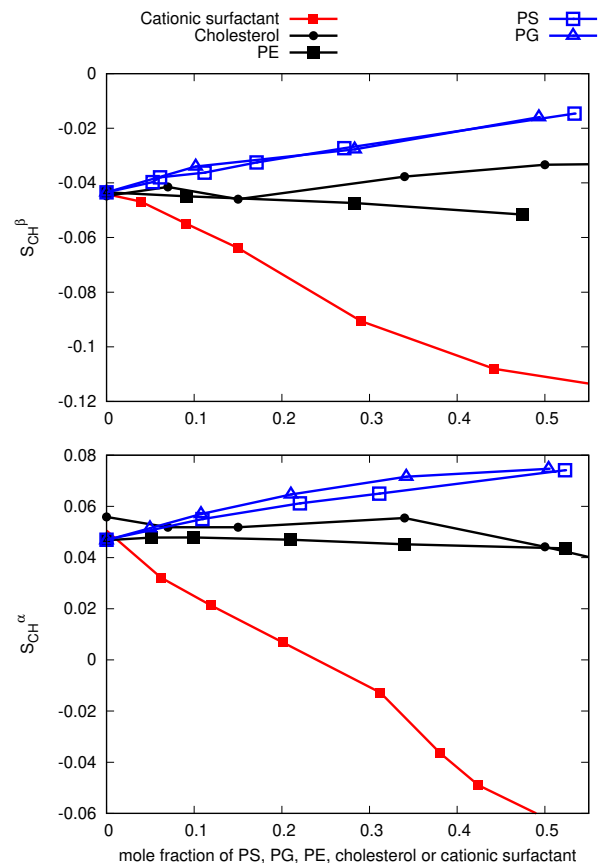 Cationic surfactant
Cholesterol
PE
PS
PG
0
-0.02
-0.04
-0.06
-0.08
-0.1
-0.12
S_CH^β
0 0.1 0.2 0.3 0.4 0.5
0.08
0.06
0.04
0.02
0
-0.02
-0.04
-0.06
S_CH^α
0 0.1 0.2 0.3 0.4 0.5
mole fraction of PS, PG, PE, cholesterol or cationic surfactant